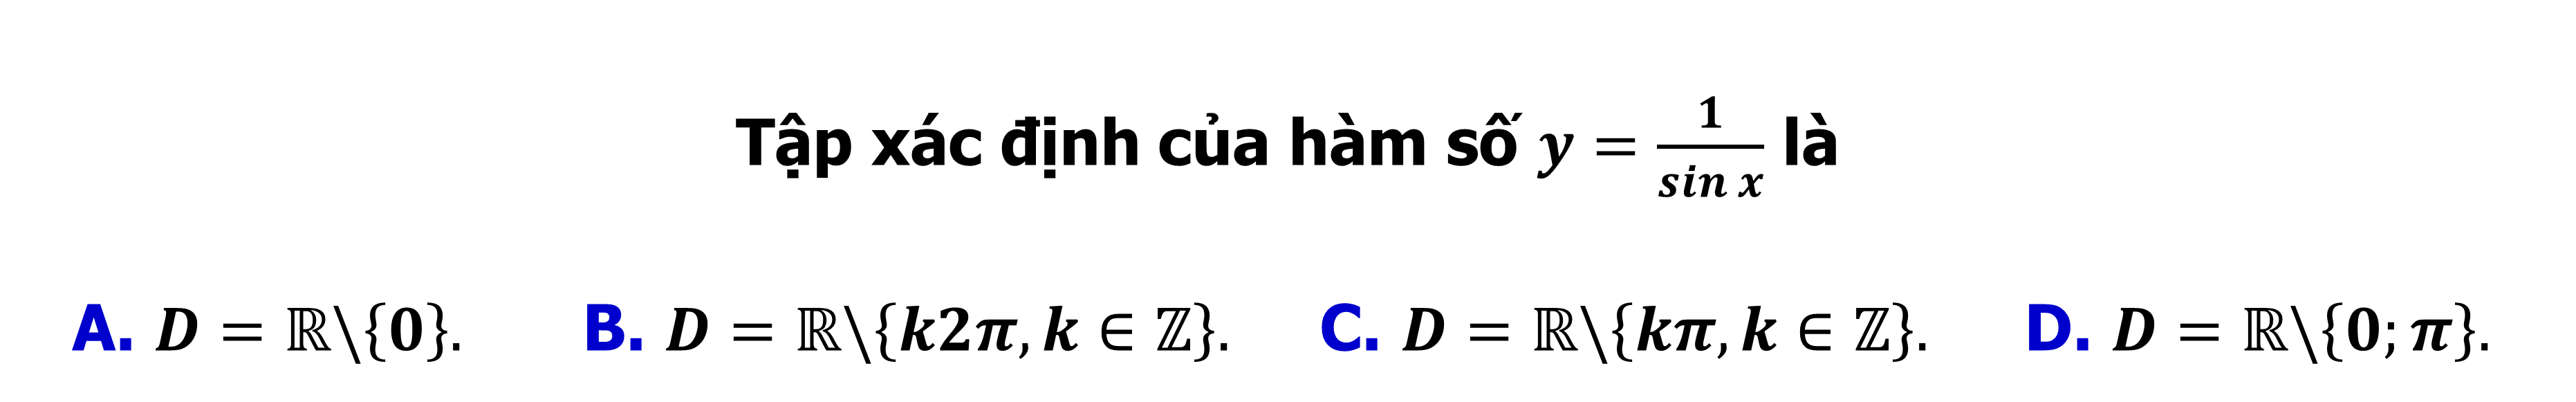 Tập xác định của hàm số y = 1/sin x là
A. D = ℝ\{0}. B. D = ℝ\{k2π, k ∈ ℤ}. C. D = ℝ\{kπ, k ∈ ℤ}. D. D = ℝ\{0; π}.